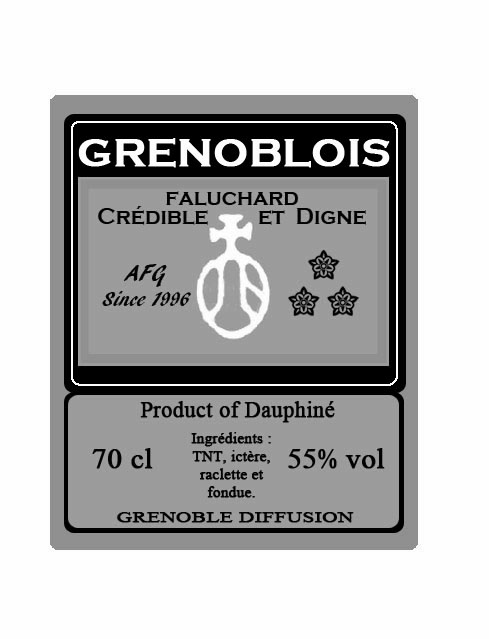 GRENOBLOIS
FALUCHARD
CRÉDIBLE ET DIGNE
AFG
Since 1996
Product of Dauphiné
70 cl
Ingrédients :
TNT, ictère,
raclette et
fondue.
55% vol
GRENOBLE DIFFUSION